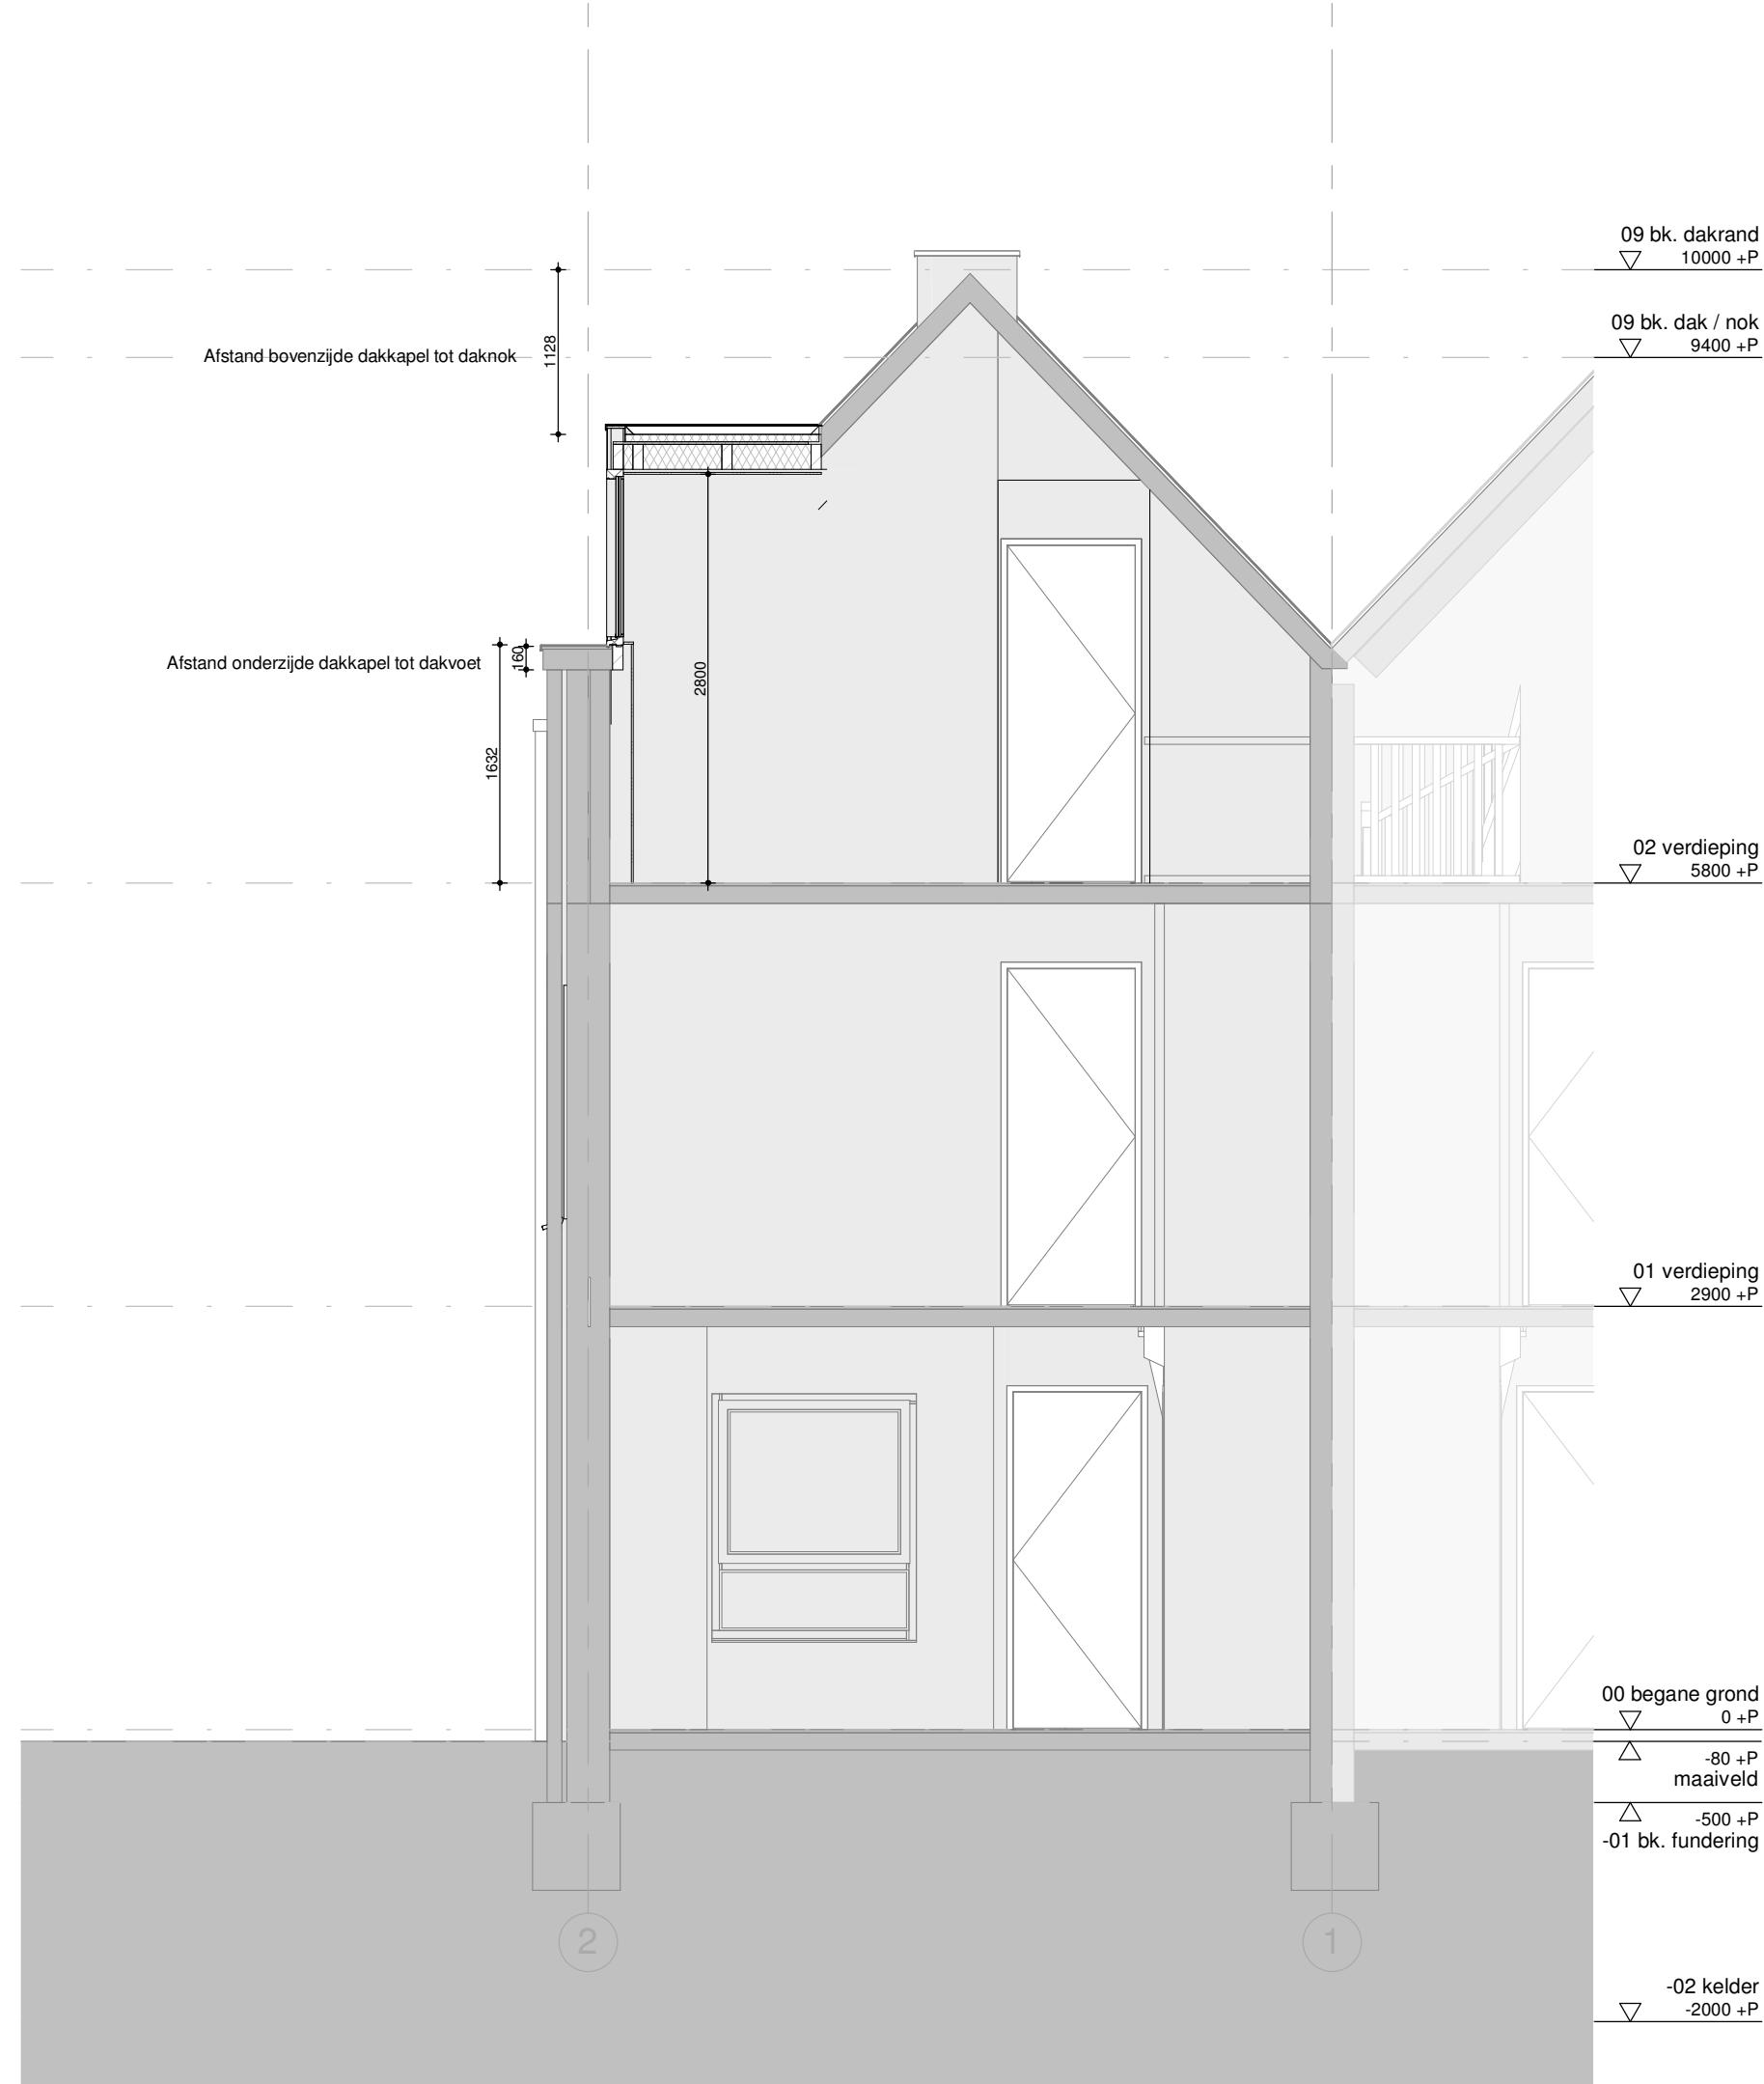 09 bk. dakrand
10000 +P
09 bk. dak / nok
9400 +P
Afstand bovenzijde dakkapel tot daknok
1128
Afstand onderzijde dakkapel tot dakvoet
160
2800
1632
02 verdieping
5800 +P
01 verdieping
2900 +P
00 begane grond
0 +P
-80 +P
maaiveld
-500 +P
-01 bk. fundering
2
1
-02 kelder
-2000 +P